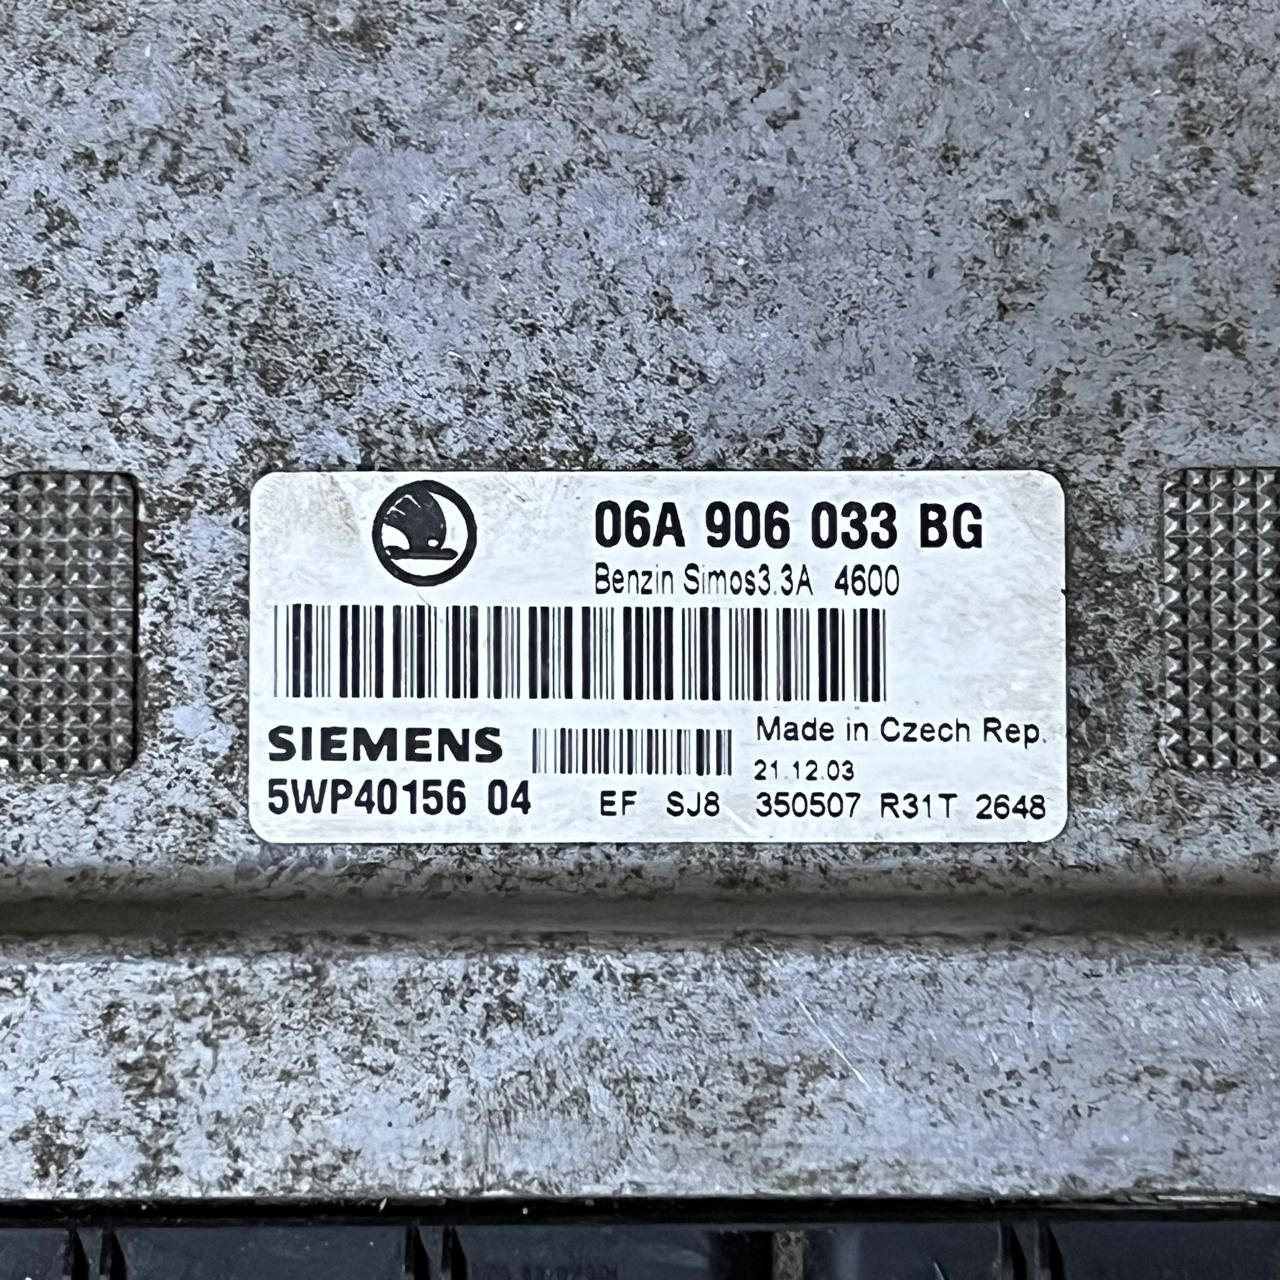 06A 906 033 BG
Benzin Simos3.3A 4600
SIEMENS
Made in Czech Rep.
21.12.03
5WP40156 04
EF SJ8 350507 R31T 2648